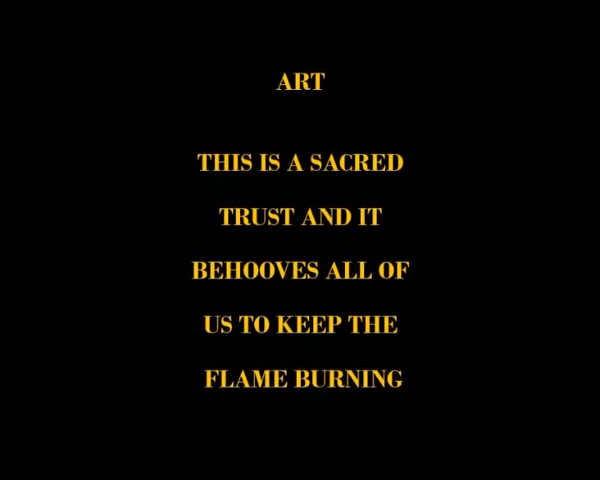 ART
THIS IS A SACRED
TRUST AND IT
BEHOOVES ALL OF
US TO KEEP THE
FLAME BURNING